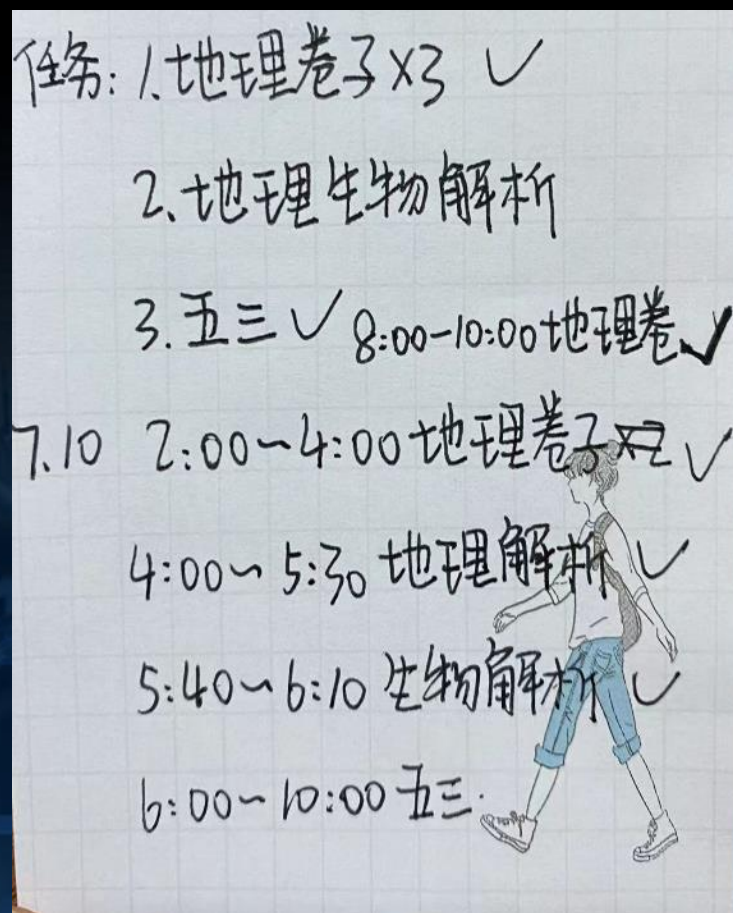 任务: 1.地理卷子×3 ✓
2.地理生物解析
3.五三✓ 8:00-10:00地理卷✓
7.10 2:00~4:00地理卷子×2 ✓
4:00~5:30 地理解析 ✓
5:40~6:10 生物解析 ✓
6:00~10:00 五三.